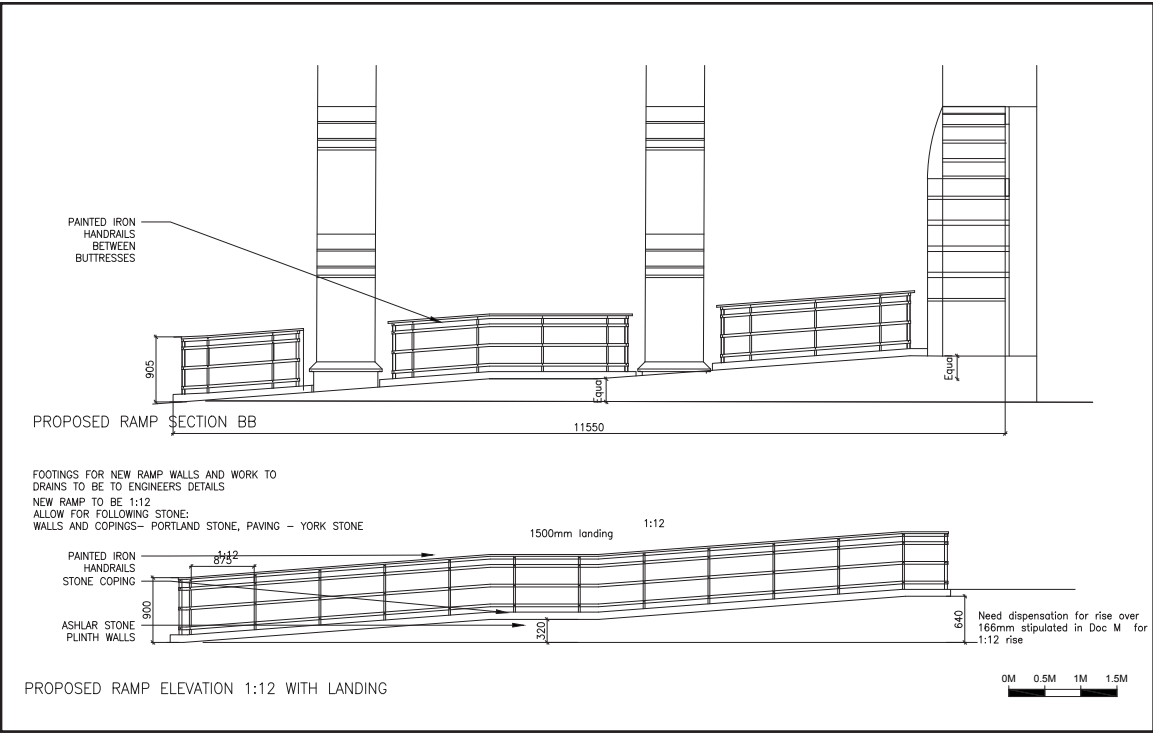 PAINTED IRON
HANDRAILS
BETWEEN
BUTTRESSES
905
Equa
Equa
PROPOSED RAMP SECTION BB
11550
FOOTINGS FOR NEW RAMP WALLS AND WORK TO
DRAINS TO BE TO ENGINEERS DETAILS
NEW RAMP TO BE 1:12
ALLOW FOR FOLLOWING STONE:
WALLS AND COPINGS- PORTLAND STONE, PAVING - YORK STONE
1:12
1500mm landing
PAINTED IRON
HANDRAILS
1:12
875
STONE COPING
900
ASHLAR STONE
PLINTH WALLS
320
640
Need dispensation for rise over
166mm stipulated in Doc M for
1:12 rise
PROPOSED RAMP ELEVATION 1:12 WITH LANDING
0M 0.5M 1M 1.5M